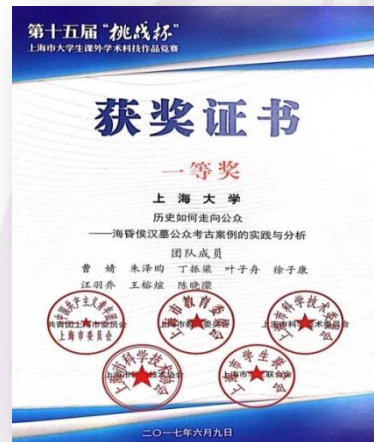 第十五届“挑战杯”
上海市大学生课外学术科技作品竞赛
获奖证书
一等奖
上海大学
历史如何走向公众
——海昏侯汉墓公众考古案例的实践与分析
团队成员
曹婧 朱泽昀 丁振梁 叶子舟 徐子康
汪羽乔 王榕煊 陈晓濛
共青团上海市委员会 上海市教育委员会 上海市科学技术委员会
上海市科学技术协会 上海市学生联合会
二〇一七年六月九日